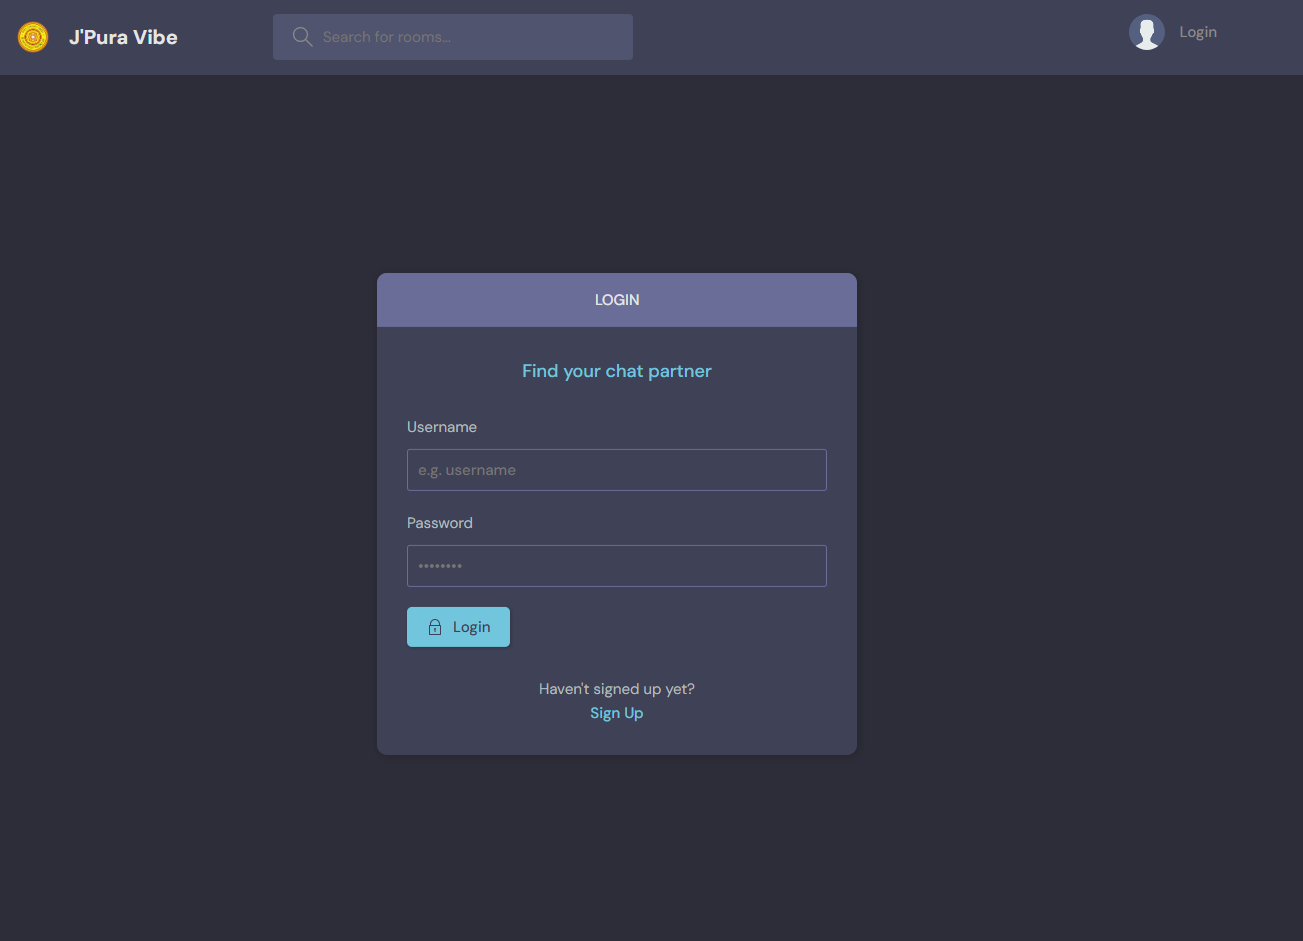 J'Pura Vibe
Search for rooms...
Login
LOGIN
Find your chat partner
Username
e.g. username
Password
••••••••
Login
Haven't signed up yet?
Sign Up